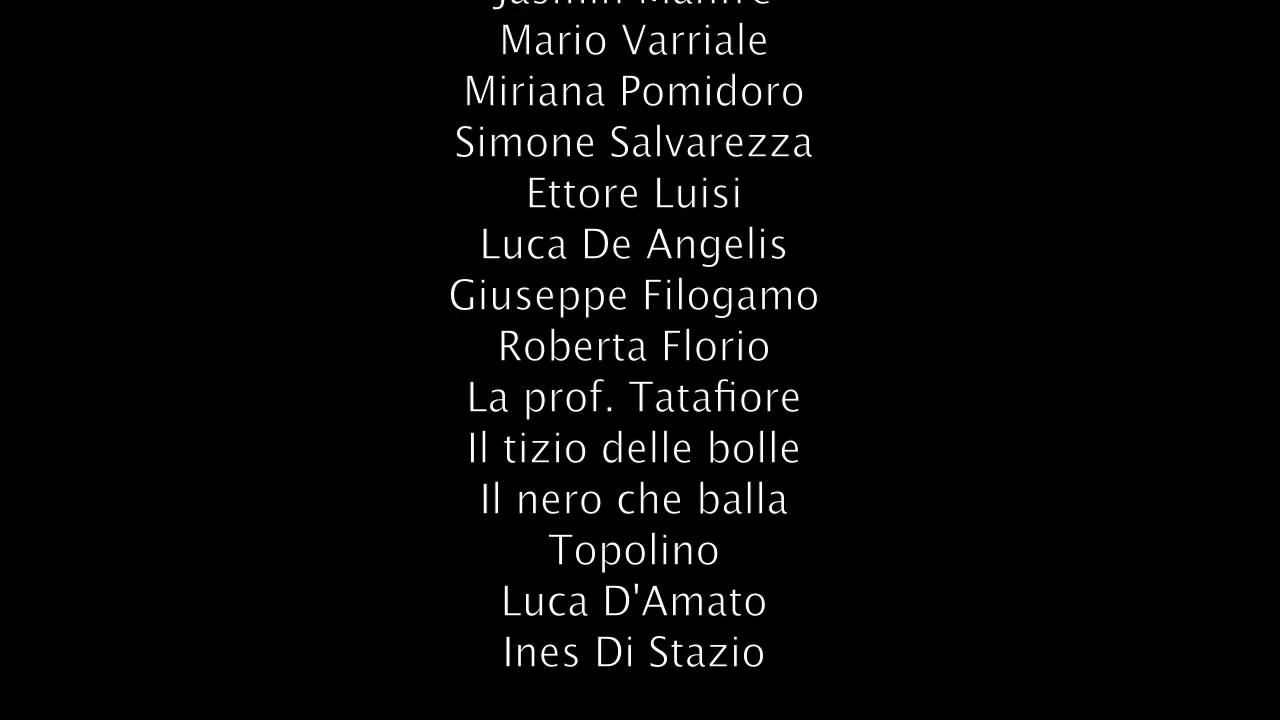 Mario Varriale
Miriana Pomidoro
Simone Salvarezza
Ettore Luisi
Luca De Angelis
Giuseppe Filogamo
Roberta Florio
La prof. Tatafiore
Il tizio delle bolle
Il nero che balla
Topolino
Luca D'Amato
Ines Di Stazio